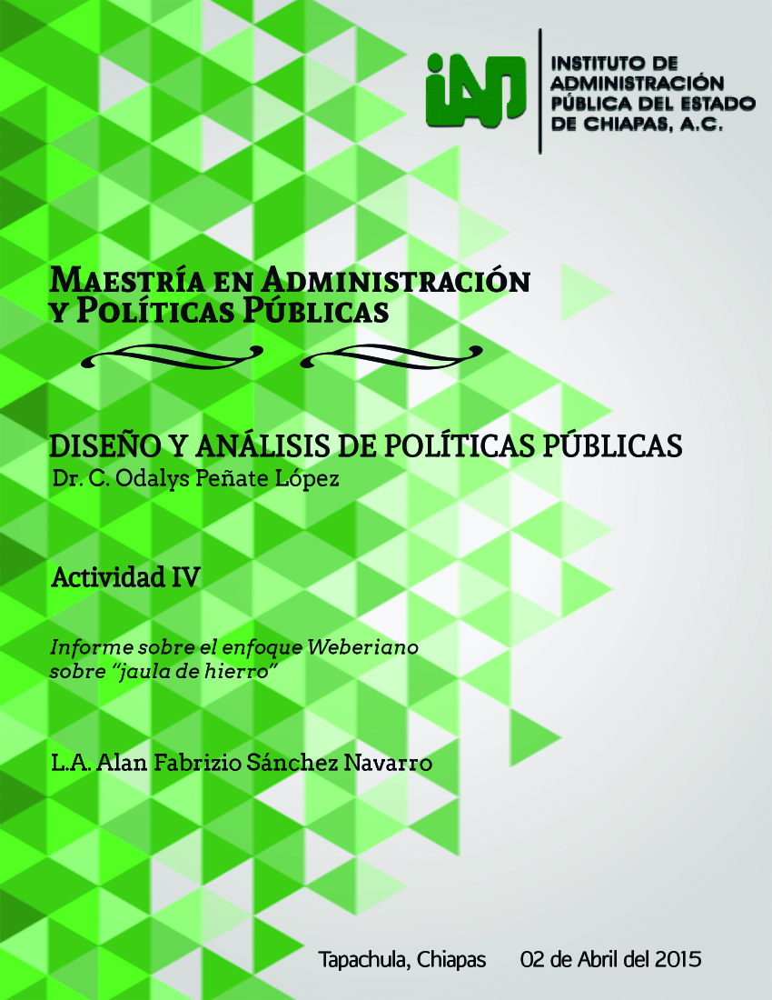 iAP
INSTITUTO DE
ADMINISTRACIÓN
PÚBLICA DEL ESTADO
DE CHIAPAS, A.C.
Maestría en Administración
y Políticas Públicas
DISEÑO Y ANÁLISIS DE POLÍTICAS PÚBLICAS
Dr. C. Odalys Peñate López
Actividad IV
Informe sobre el enfoque Weberiano
sobre “jaula de hierro”
L.A. Alan Fabrizio Sánchez Navarro
Tapachula, Chiapas 02 de Abril del 2015